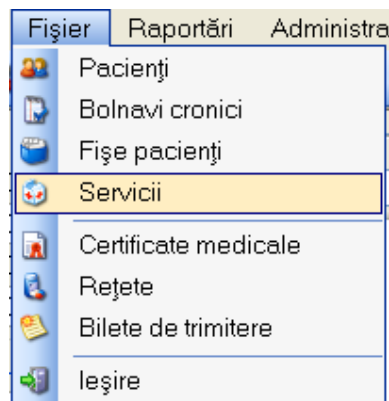 Fişier Raportări Administra
Pacienţi
Bolnavi cronici
Fişe pacienţi
Servicii
Certificate medicale
Reţete
Bilete de trimitere
Ieşire